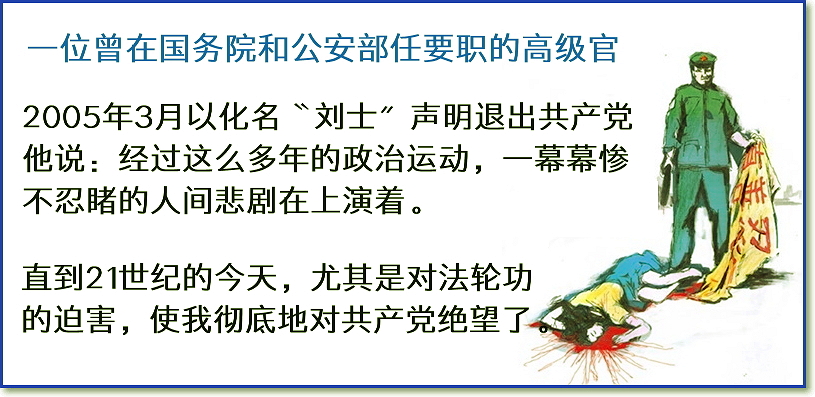 一位曾在国务院和公安部任要职的高级官
2005年3月以化名〝刘士〞声明退出共产党
他说：经过这么多年的政治运动，一幕幕惨
不忍睹的人间悲剧在上演着。
直到21世纪的今天，尤其是对法轮功
的迫害，使我彻底地对共产党绝望了。